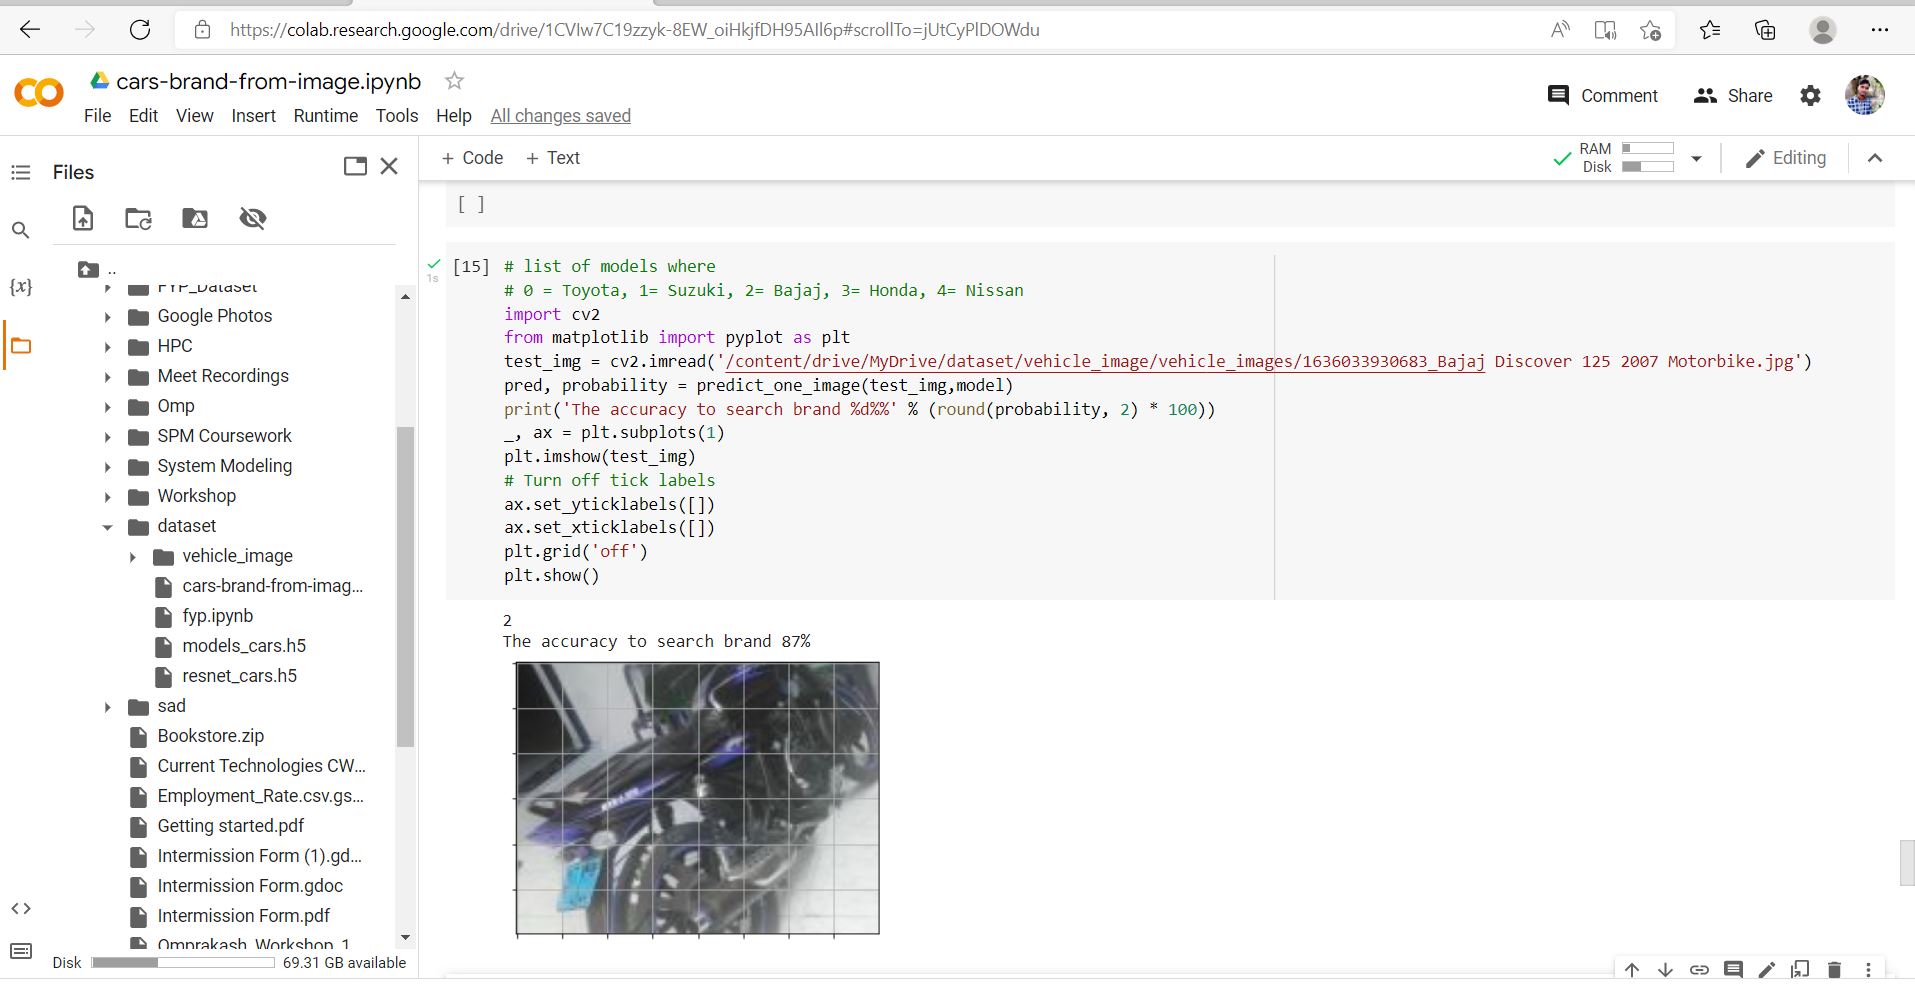 https://colab.research.google.com/drive/1CVIw7C19zzyk-8EW_oiHkjfDH95AIl6p#scrollTo=jUtCyPlDOWdu
cars-brand-from-image.ipynb
File Edit View Insert Runtime Tools Help All changes saved
Comment
Share
Files
+ Code + Text
RAM
Disk
Editing
..
FYP_Dataset
Google Photos
HPC
Meet Recordings
Omp
SPM Coursework
System Modeling
Workshop
dataset
vehicle_image
cars-brand-from-imag...
fyp.ipynb
models_cars.h5
resnet_cars.h5
sad
Bookstore.zip
Current Technologies CW...
Employment_Rate.csv.gs...
Getting started.pdf
Intermission Form (1).gd...
Intermission Form.gdoc
Intermission Form.pdf
Omprakash_Workshop_1
Disk 69.31 GB available
[ ]
[15]
1s
# list of models where
# 0 = Toyota, 1= Suzuki, 2= Bajaj, 3= Honda, 4= Nissan
import cv2
from matplotlib import pyplot as plt
test_img = cv2.imread('/content/drive/MyDrive/dataset/vehicle_image/vehicle_images/1636033930683_Bajaj Discover 125 2007 Motorbike.jpg')
pred, probability = predict_one_image(test_img,model)
print('The accuracy to search brand %d%%' % (round(probability, 2) * 100))
_, ax = plt.subplots(1)
plt.imshow(test_img)
# Turn off tick labels
ax.set_yticklabels([])
ax.set_xticklabels([])
plt.grid('off')
plt.show()
2
The accuracy to search brand 87%